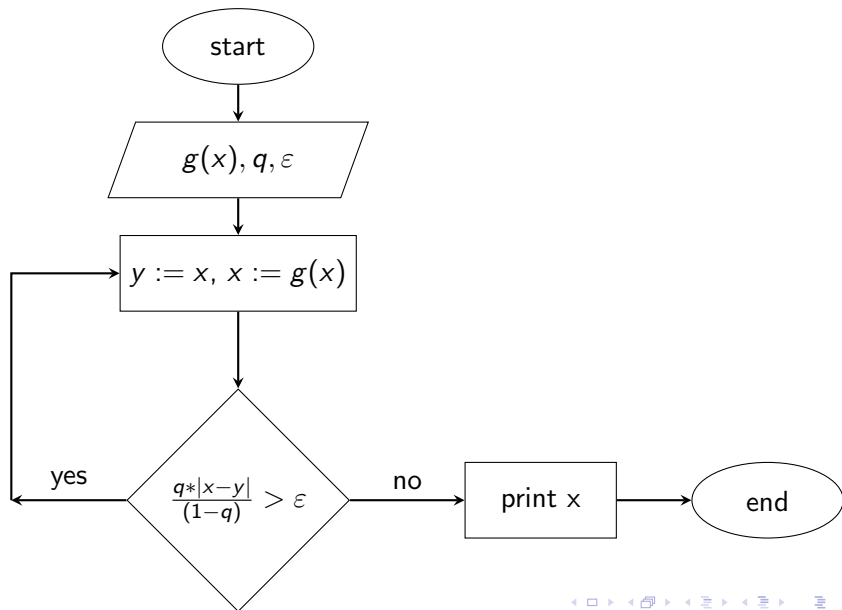 start
g(x), q, ε
y := x, x := g(x)
yes
q∗|x−y|
(1−q)
> ε
no
print x
end